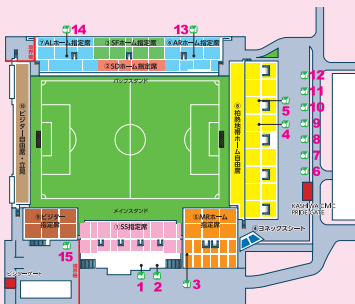 14
13
⑦ALホーム指定席
③SFホーム指定席
④ARホーム指定席
②SDホーム指定席
バックスタンド
⑩ビジター自由席・立見
⑧柏熱地帯ホーム自由席
12
11
10
9
8
7
6
5
4
KASHIWA CIVIC
PRIDE GATE
メインスタンド
⑨ビジター
指定席
①SS指定席
⑤MRホーム
指定席
ヨネックスシート
15
1
2
3
ビジターゲート